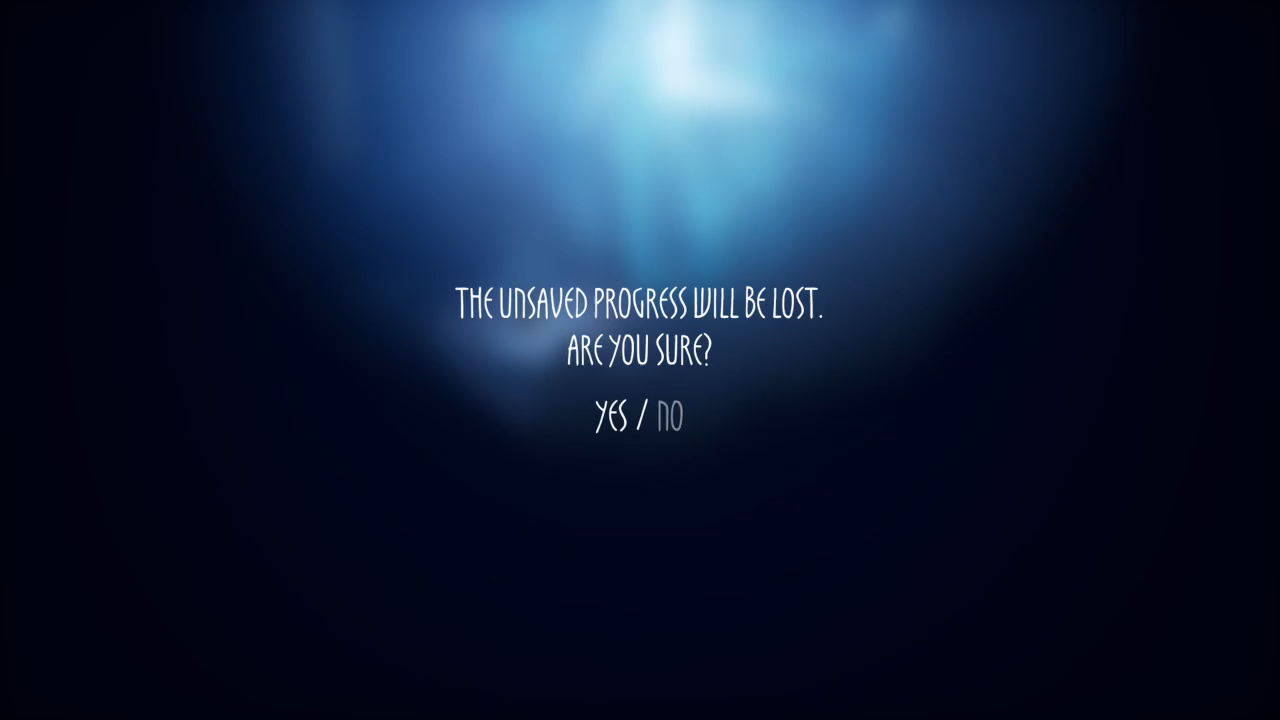 THE UNSAVED PROGRESS WILL BE LOST.
ARE YOU SURE?
YES / NO